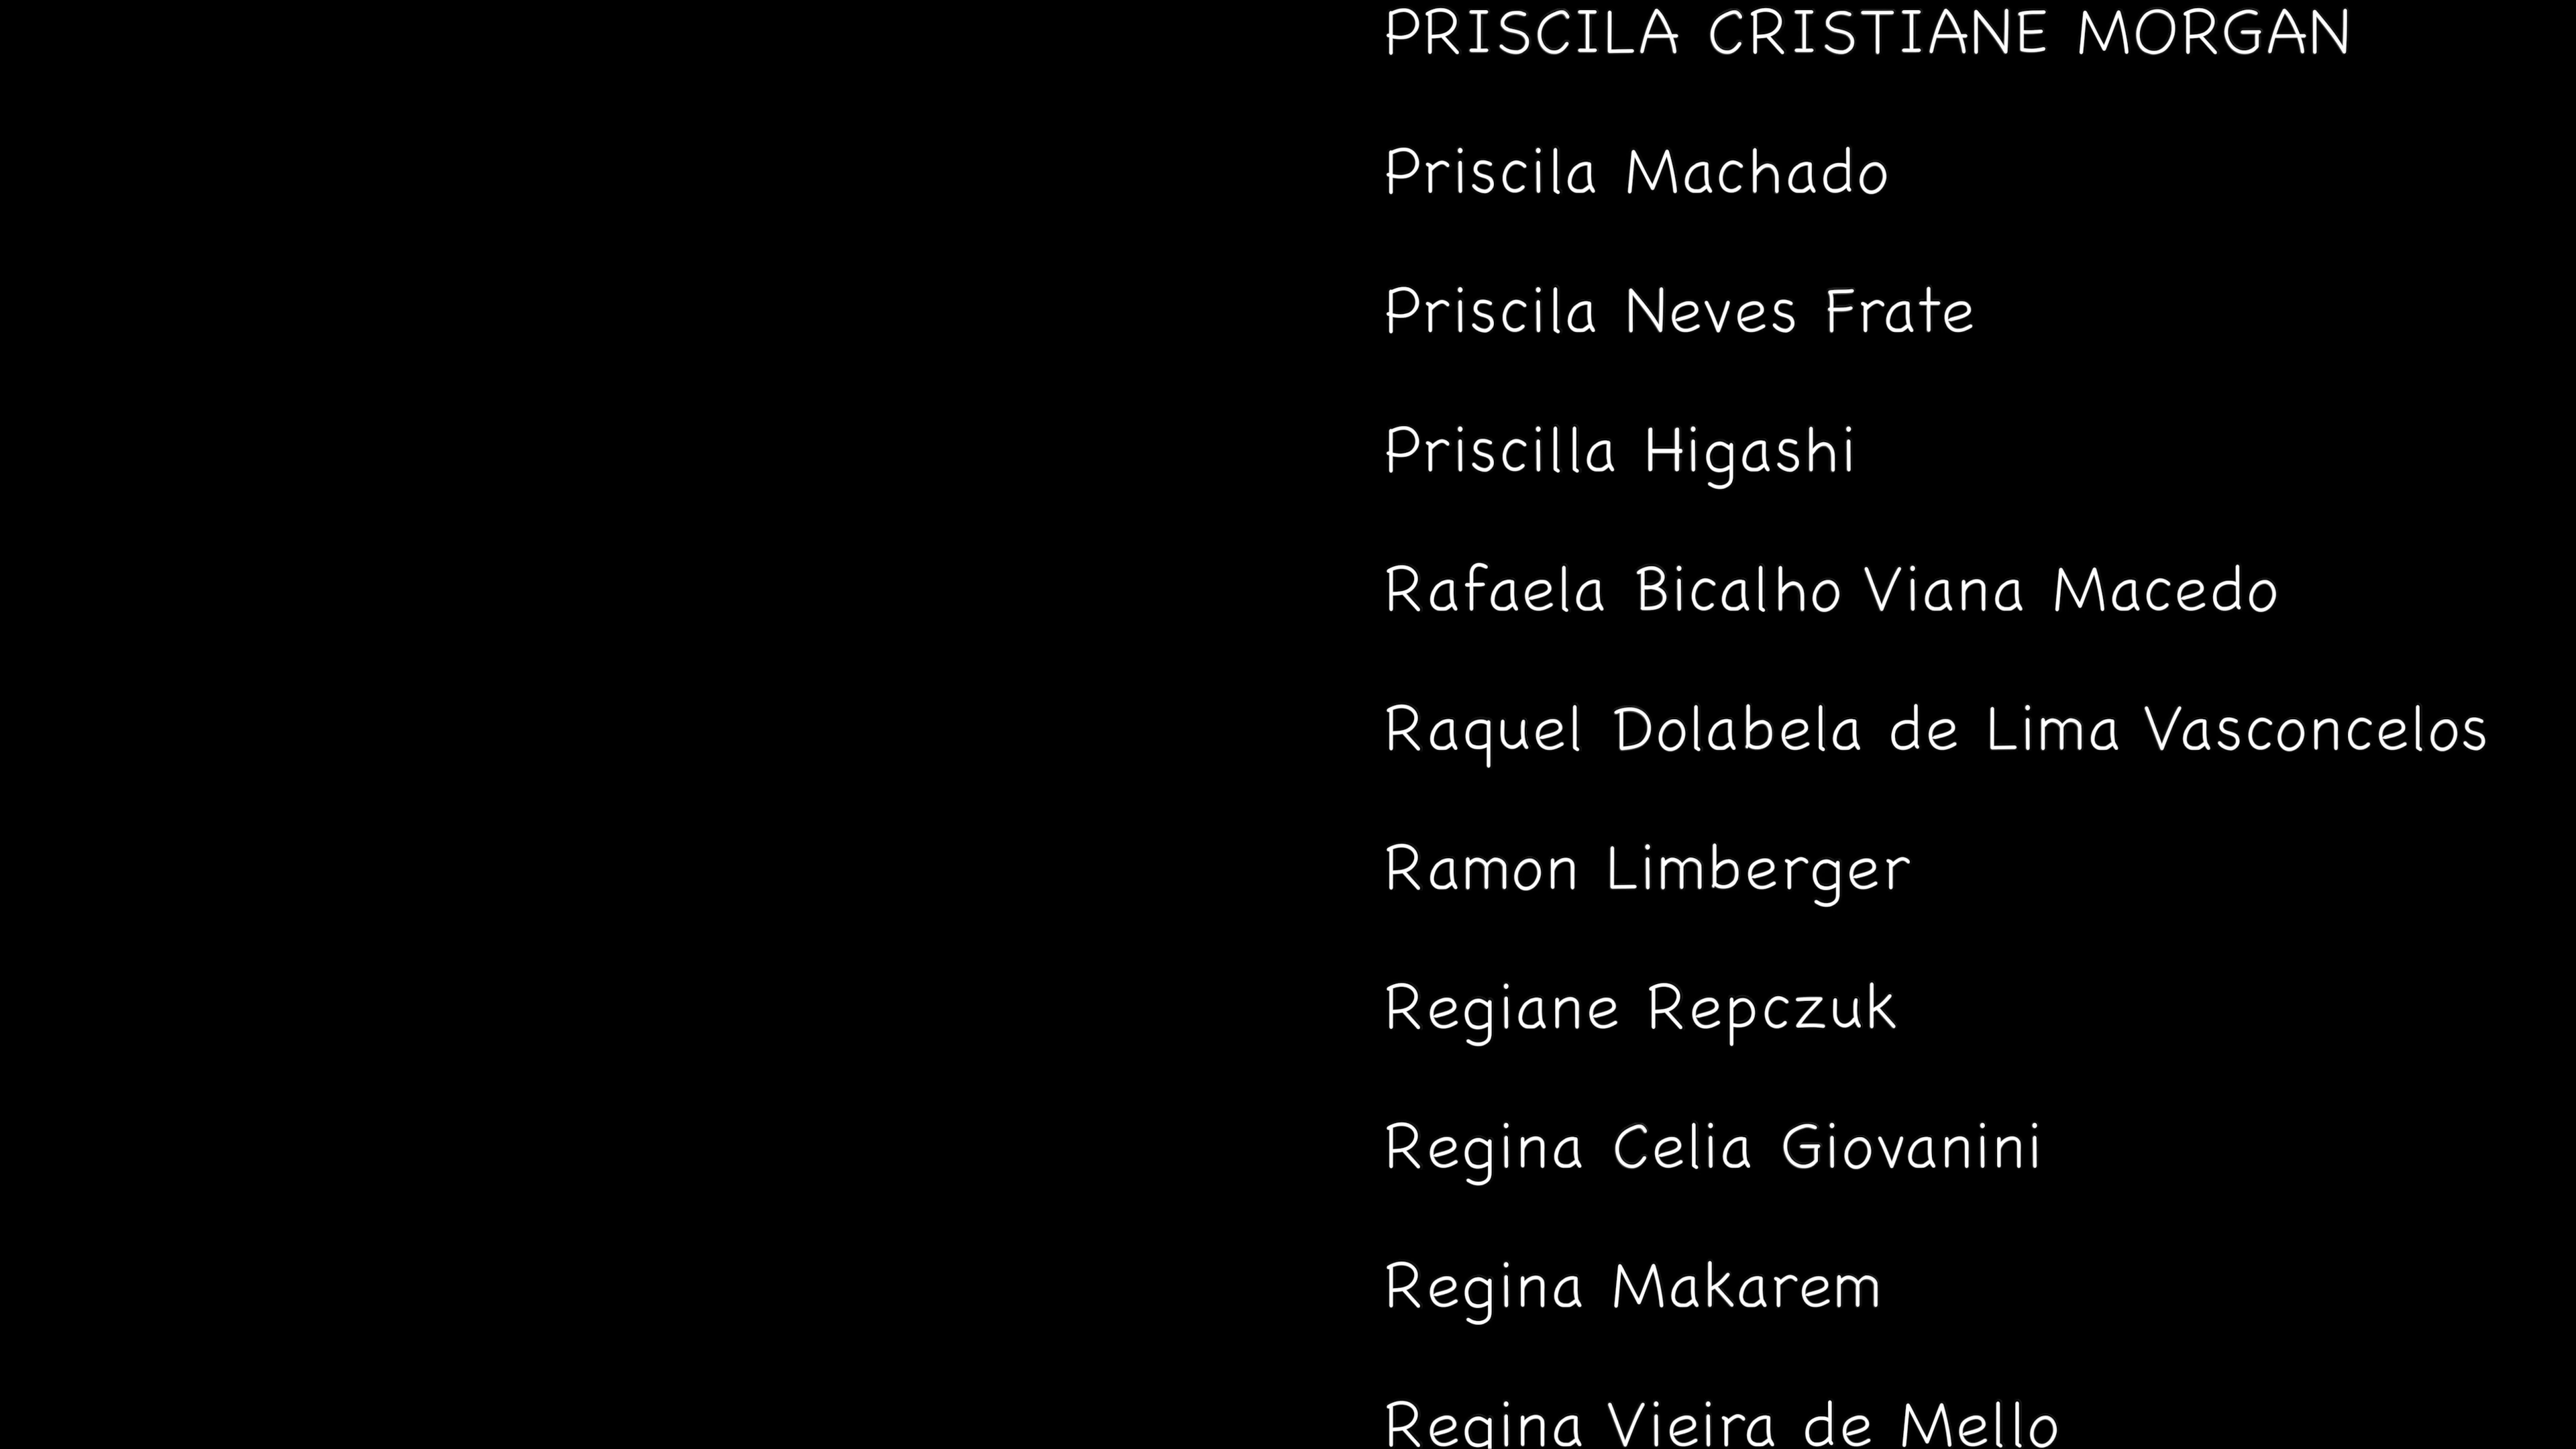 PRISCILA CRISTIANE MORGAN
Priscila Machado
Priscila Neves Frate
Priscilla Higashi
Rafaela Bicalho Viana Macedo
Raquel Dolabela de Lima Vasconcelos
Ramon Limberger
Regiane Repczuk
Regina Celia Giovanini
Regina Makarem
Regina Vieira de Mello